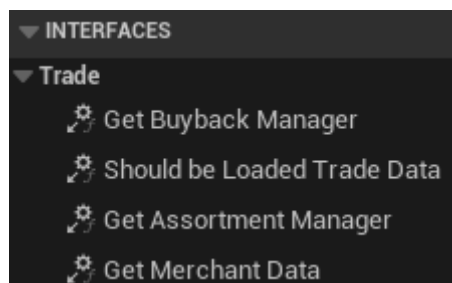 INTERFACES
Trade
Get Buyback Manager
Should be Loaded Trade Data
Get Assortment Manager
Get Merchant Data